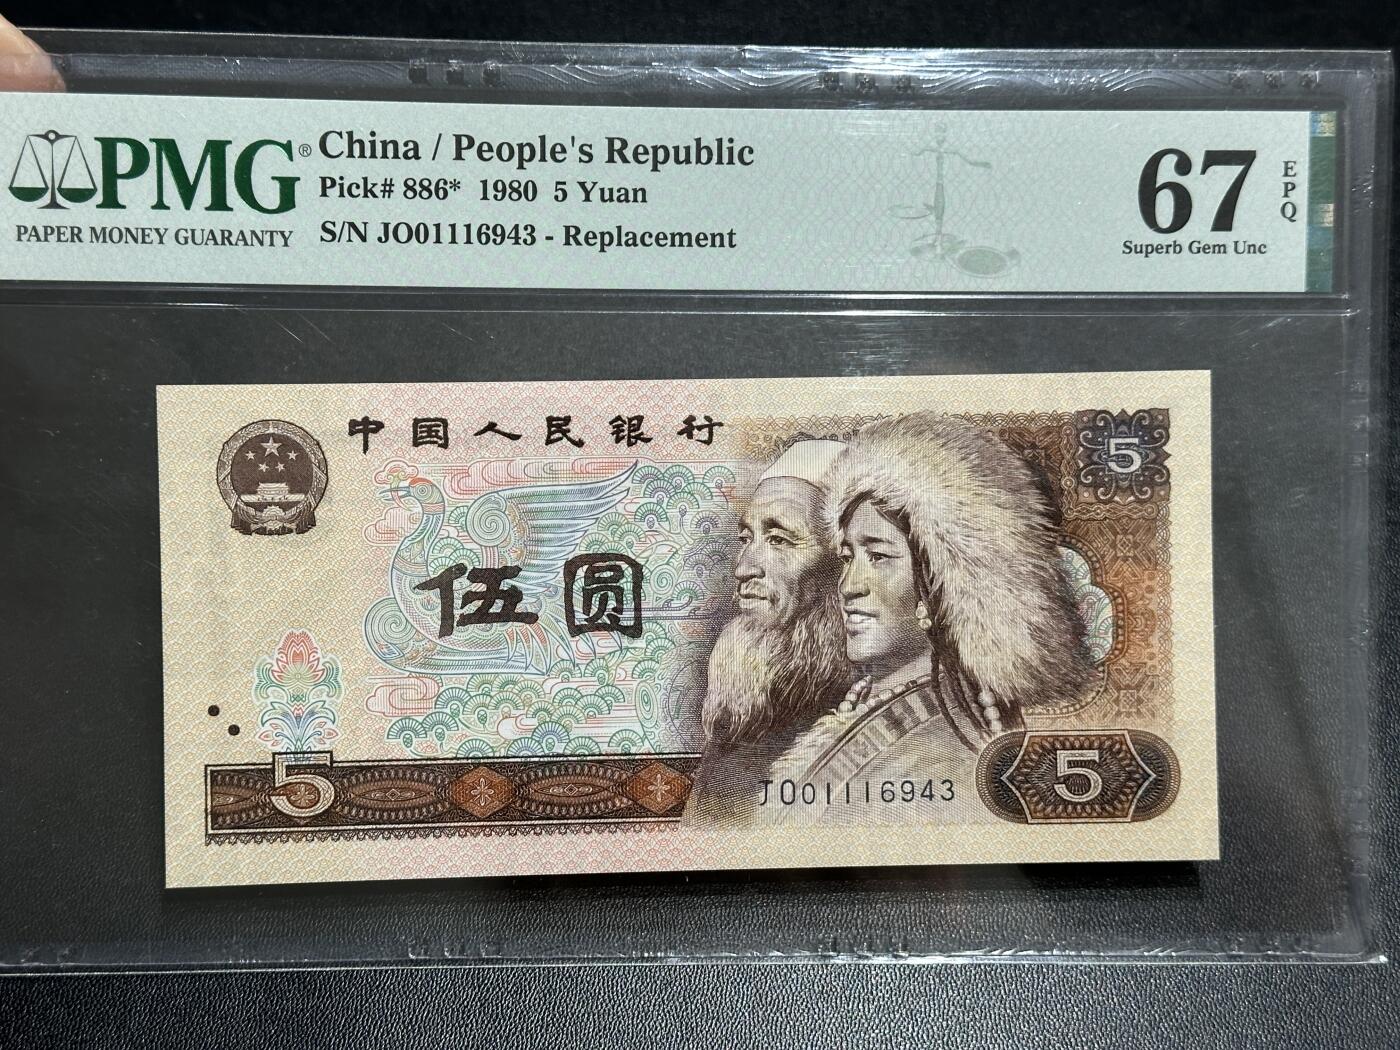 PMG®
PAPER MONEY GUARANTY
China / People's Republic
Pick# 886* 1980 5 Yuan
S/N JO01116943 - Replacement
67
EPQ
Superb Gem Unc
中国人民银行
5
伍圆
5
JO01116943
5